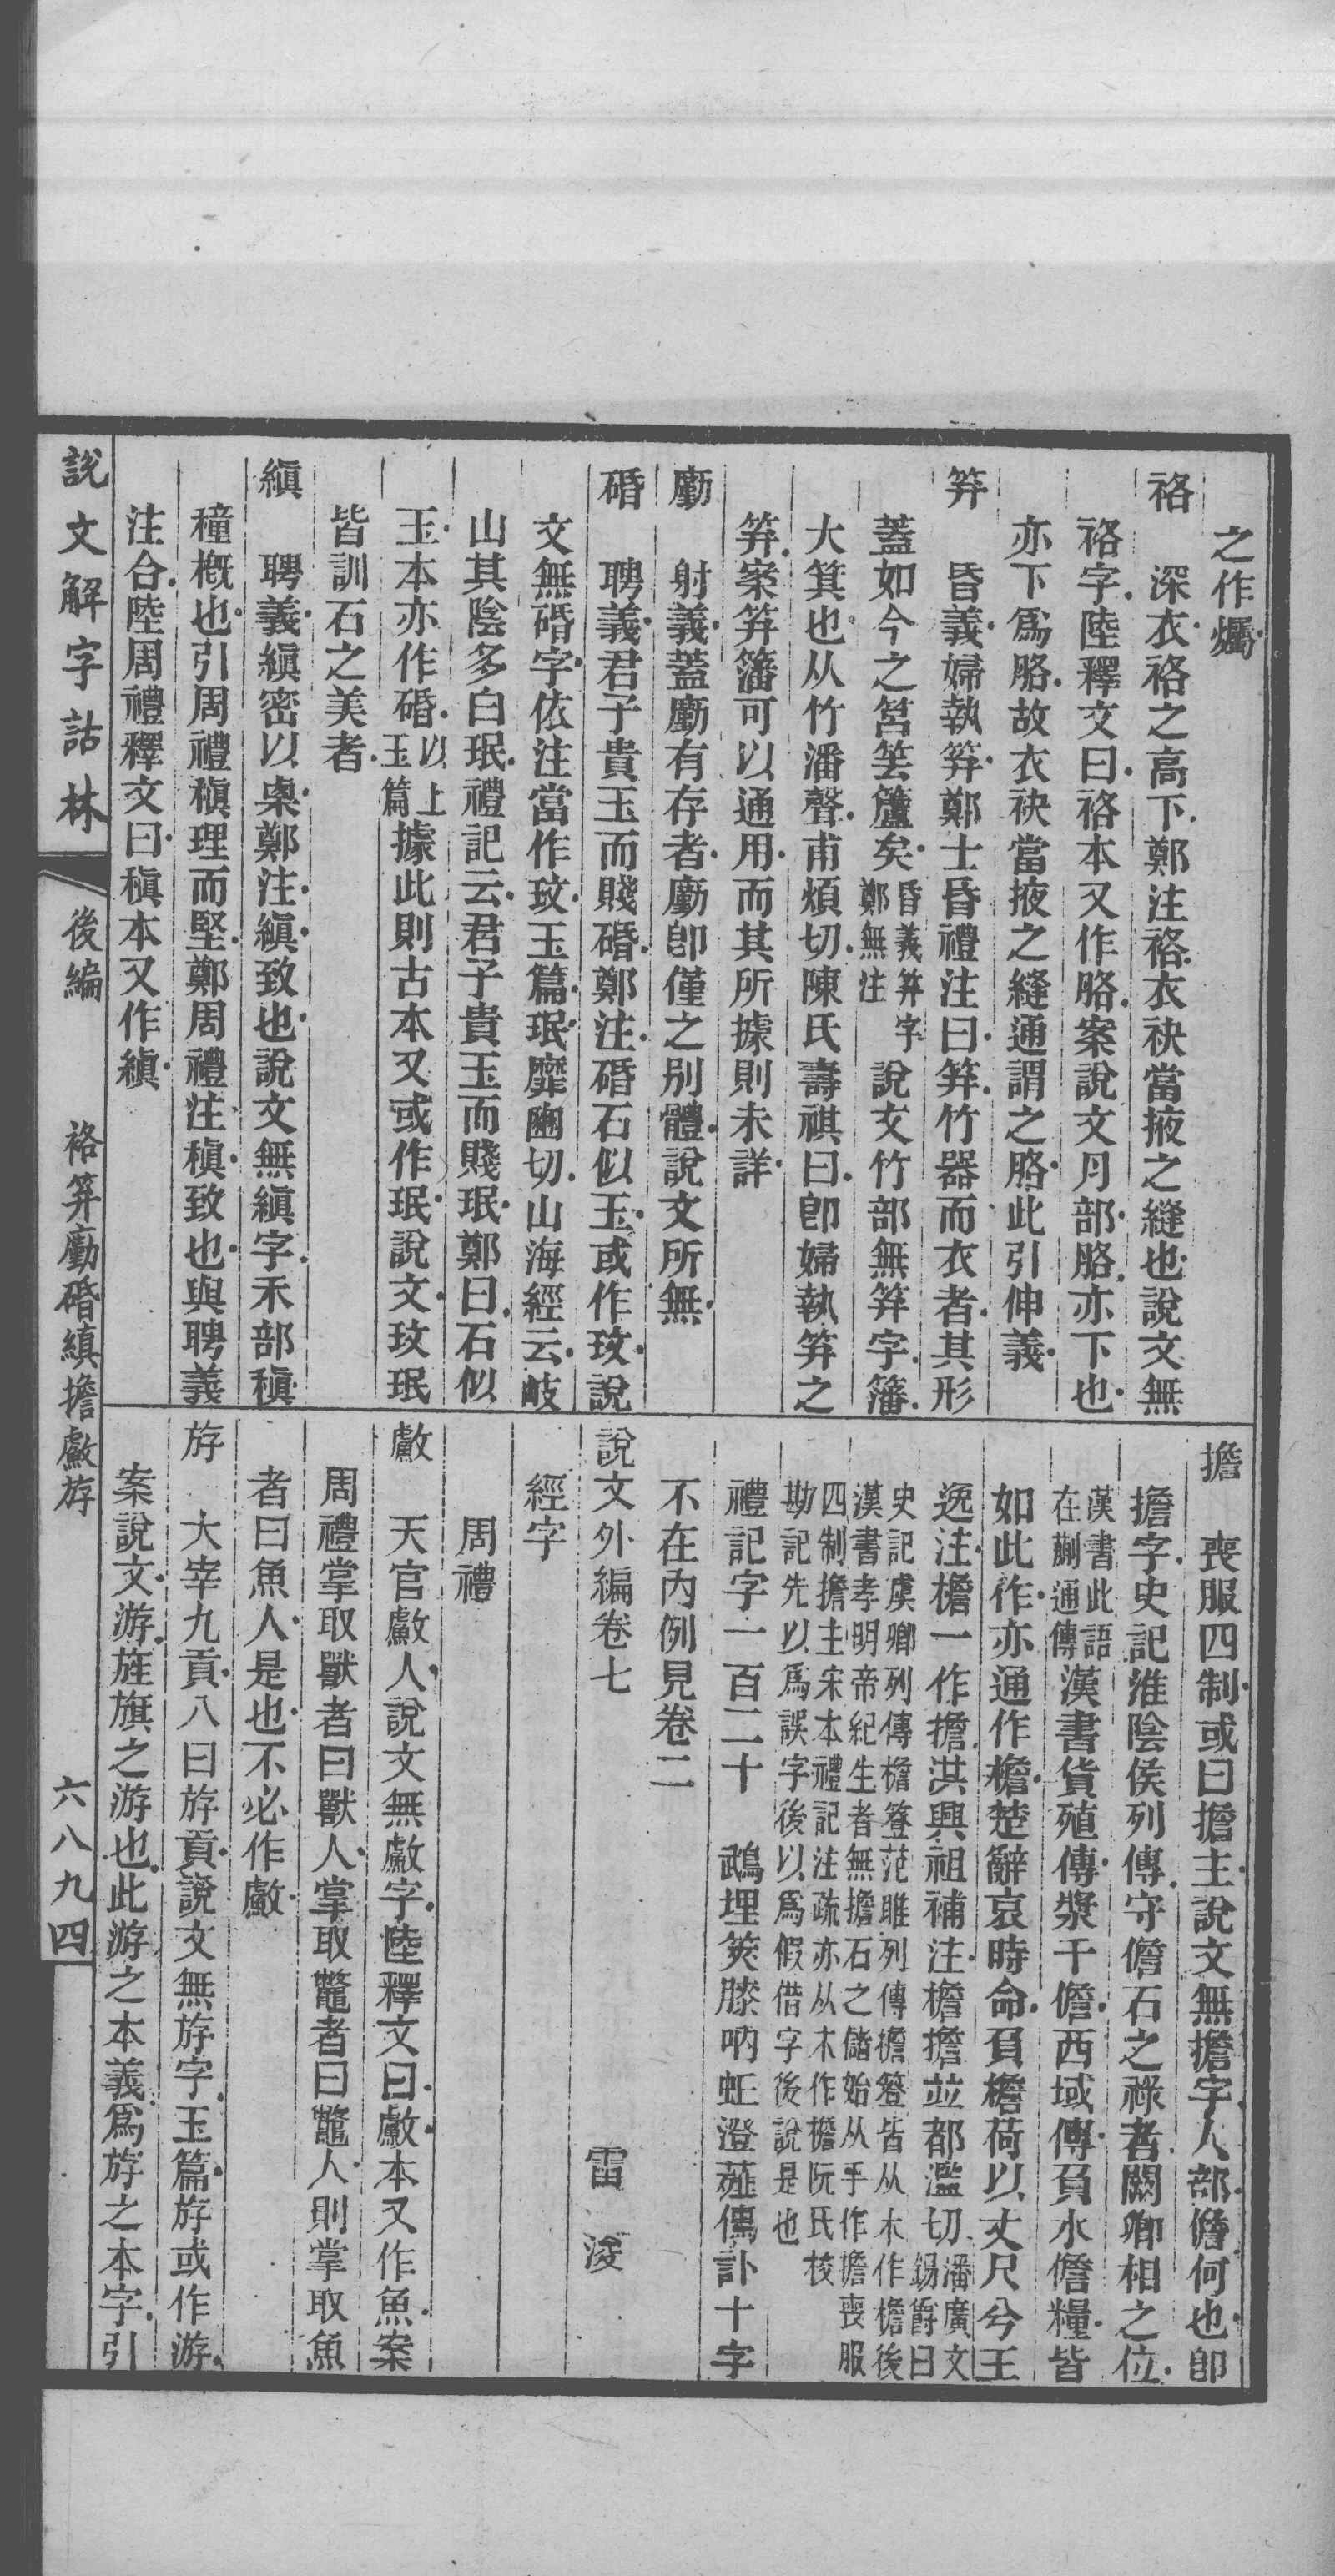 之作爥
袼　深衣袼之高下鄭注袼衣袂當掖之縫也說文無
袼字陸釋文曰袼本又作胳案說文肉部胳亦下也
亦下爲胳故衣袂當掖之縫通謂之胳此引伸義
笲　昏義婦執笲鄭士昏禮注曰笲竹器而衣者其形
蓋如今之筥𥬔籚矣昏義笲字鄭無注說文竹部無笲字籓
大箕也从竹潘聲甫煩切陳氏壽祺曰卽婦執笲之
笲案笲籓可以通用而其所據則未詳
廑　射義蓋廑有存者廑卽僅之別體說文所無
碈　聘義君子貴玉而賤碈鄭注碈石似玉或作玟說
文無碈字依注當作玟玉篇珉靡豳切山海經云岐
山其陰多白珉禮記云君子貴玉而賤珉鄭曰石似
玉本亦作碈以上玉篇據此則古本又或作珉說文玟珉
皆訓石之美者
縝　聘義縝密以栗鄭注縝致也說文無縝字禾部稹
穜概也引周禮稹理而堅鄭周禮注稹致也與聘義
注合陸周禮釋文曰稹本又作縝
擔　喪服四制或曰擔主說文無擔字人部儋何也卽
擔字史記淮陰侯列傳守儋石之祿者闕卿相之位
漢書此語在蒯通傳漢書貨殖傳漿千儋西域傳負水儋糧皆
如此作亦通作檐楚辭哀時命負檐荷以丈尺兮王
逸注檐一作擔洪興祖補注檐擔竝都濫切潘廣文錫爵曰
史記虞卿列傳檐簦范雎列傳擔簦皆从木作檐後
漢書孝明帝紀生者無擔石之儲始从手作擔喪服
四制擔主宋本禮記注疏亦从木作檐阮氏校
勘記先以爲誤字後以爲假借字後說是也
禮記字一百二十　鵡埋筴膝吶蚟澄薤傿訃十字
不在內例見卷二
說文外編卷七　雷浚
經字
周禮
䱷　天官䱷人說文無䱷字陸釋文曰䱷本又作魚案
周禮掌取獸者曰獸人掌取鼈者曰鼈人則掌取魚
者曰魚人是也不必作䱷
斿　大宰九貢八曰斿貢說文無斿字玉篇斿或作游
案說文游旌旗之游也此游之本義爲斿之本字引
說文解字詁林　後編　袼笲廑碈縝擔䱷斿　六八九四